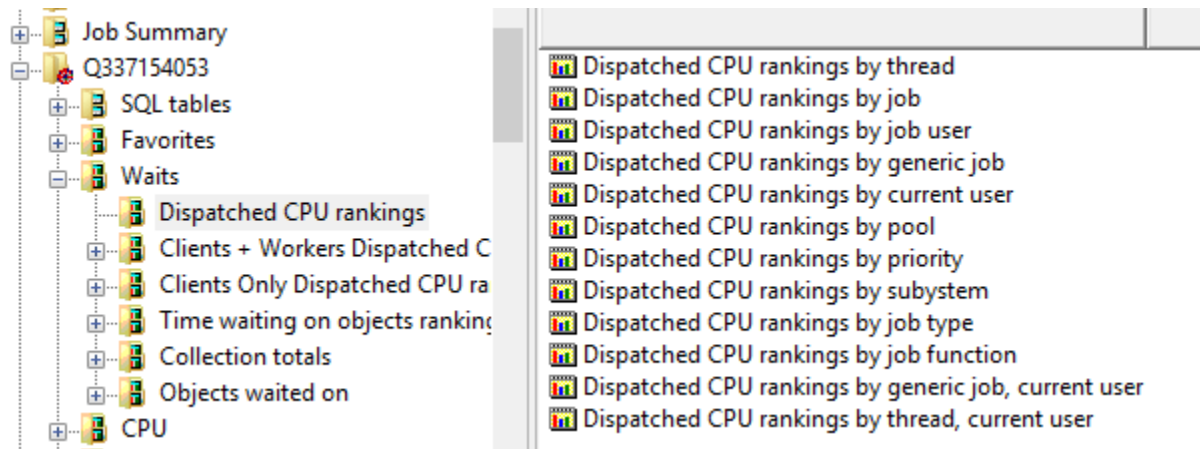 Job Summary
Q337154053
SQL tables
Favorites
Waits
Dispatched CPU rankings
Clients + Workers Dispatched C
Clients Only Dispatched CPU ra
Time waiting on objects ranking
Collection totals
Objects waited on
CPU
Dispatched CPU rankings by thread
Dispatched CPU rankings by job
Dispatched CPU rankings by job user
Dispatched CPU rankings by generic job
Dispatched CPU rankings by current user
Dispatched CPU rankings by pool
Dispatched CPU rankings by priority
Dispatched CPU rankings by subystem
Dispatched CPU rankings by job type
Dispatched CPU rankings by job function
Dispatched CPU rankings by generic job, current user
Dispatched CPU rankings by thread, current user